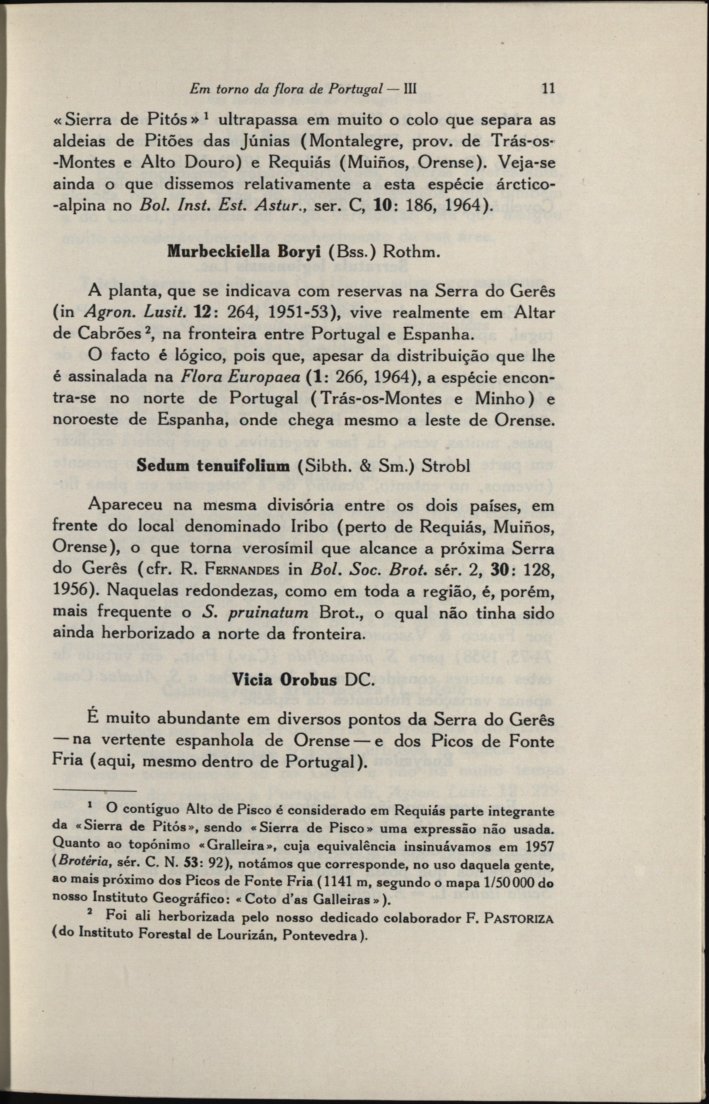 Em torno da flora de Portugal — III 11
«Sierra de Pitós» ¹ ultrapassa em muito o colo que separa as
aldeias de Pitões das Júnias (Montalegre, prov. de Trás-os-
-Montes e Alto Douro) e Requiás (Muiños, Orense). Veja-se
ainda o que dissemos relativamente a esta espécie árctico-
-alpina no Bol. Inst. Est. Astur., ser. C, 10: 186, 1964).
Murbeckiella Boryi (Bss.) Rothm.
A planta, que se indicava com reservas na Serra do Gerês
(in Agron. Lusit. 12: 264, 1951-53), vive realmente em Altar
de Cabrões ², na fronteira entre Portugal e Espanha.
O facto é lógico, pois que, apesar da distribuição que lhe
é assinalada na Flora Europaea (1: 266, 1964), a espécie encon-
tra-se no norte de Portugal (Trás-os-Montes e Minho) e
noroeste de Espanha, onde chega mesmo a leste de Orense.
Sedum tenuifolium (Sibth. & Sm.) Strobl
Apareceu na mesma divisória entre os dois países, em
frente do local denominado Iribo (perto de Requiás, Muiños,
Orense), o que torna verosímil que alcance a próxima Serra
do Gerês (cfr. R. FERNANDES in Bol. Soc. Brot. sér. 2, 30: 128,
1956). Naquelas redondezas, como em toda a região, é, porém,
mais frequente o S. pruinatum Brot., o qual não tinha sido
ainda herborizado a norte da fronteira.
Vicia Orobus DC.
É muito abundante em diversos pontos da Serra do Gerês
— na vertente espanhola de Orense — e dos Picos de Fonte
Fria (aqui, mesmo dentro de Portugal).
¹ O contíguo Alto de Pisco é considerado em Requiás parte integrante
da «Sierra de Pitós», sendo «Sierra de Pisco» uma expressão não usada.
Quanto ao topónimo «Gralleira», cuja equivalência insinuávamos em 1957
(Brotéria, sér. C. N. 53: 92), notámos que corresponde, no uso daquela gente,
ao mais próximo dos Picos de Fonte Fria (1141 m, segundo o mapa 1/50 000 do
nosso Instituto Geográfico: «Coto d'as Galleiras»).
² Foi ali herborizada pelo nosso dedicado colaborador F. PASTORIZA
(do Instituto Forestal de Lourizán, Pontevedra).